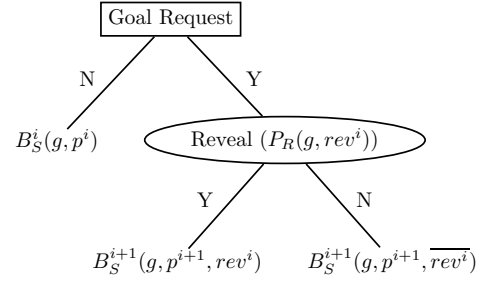 Goal Request
N Y
$B_S^i(g, p^i)$ Reveal $(P_R(g, rev^i))$
Y N
$B_S^{i+1}(g, p^{i+1}, rev^i)$ $B_S^{i+1}(g, p^{i+1}, \overline{rev^i})$